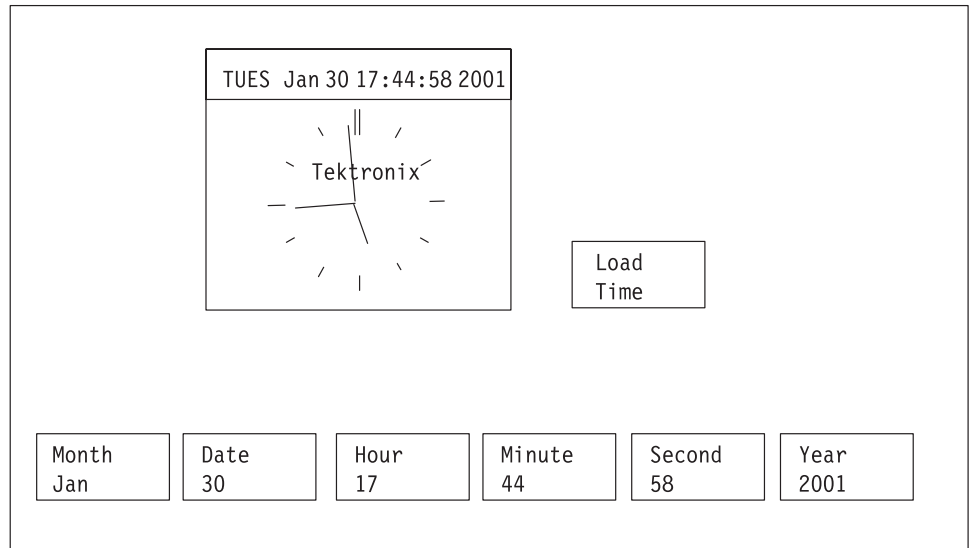 TUES Jan 30 17:44:58 2001
Tektronix
Load
Time
Month
Jan
Date
30
Hour
17
Minute
44
Second
58
Year
2001